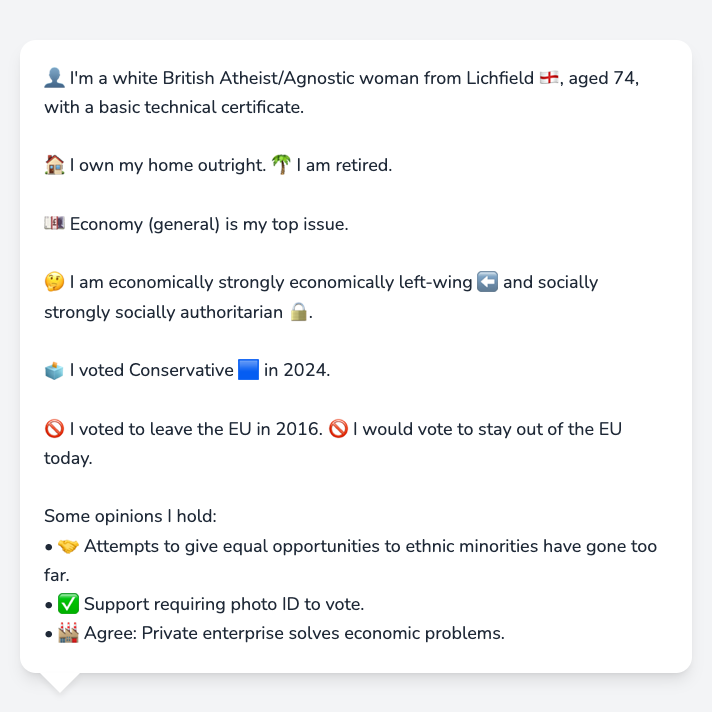 👤 I'm a white British Atheist/Agnostic woman from Lichfield 🏴󠁧󠁢󠁥󠁮󠁧󠁿, aged 74,
with a basic technical certificate.
🏠 I own my home outright. 🌴 I am retired.
💷 Economy (general) is my top issue.
🤔 I am economically strongly economically left-wing ⬅️ and socially
strongly socially authoritarian 🔒.
🗳️ I voted Conservative 🟦 in 2024.
🚫 I voted to leave the EU in 2016. 🚫 I would vote to stay out of the EU
today.
Some opinions I hold:
• 🤝 Attempts to give equal opportunities to ethnic minorities have gone too
far.
• ✅ Support requiring photo ID to vote.
• 🏭 Agree: Private enterprise solves economic problems.